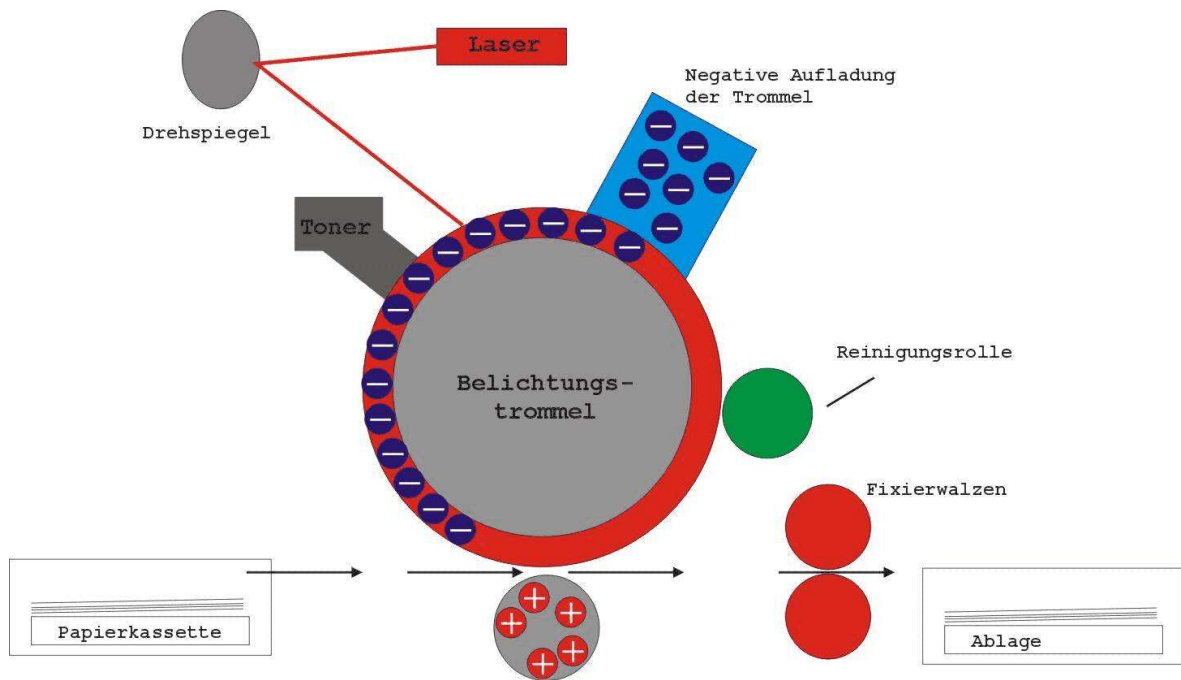 Laser
Negative Aufladung
der Trommel
Drehspiegel
Toner
Reinigungsrolle
Belichtungs-
trommel
Fixierwalzen
Papierkassette
Ablage